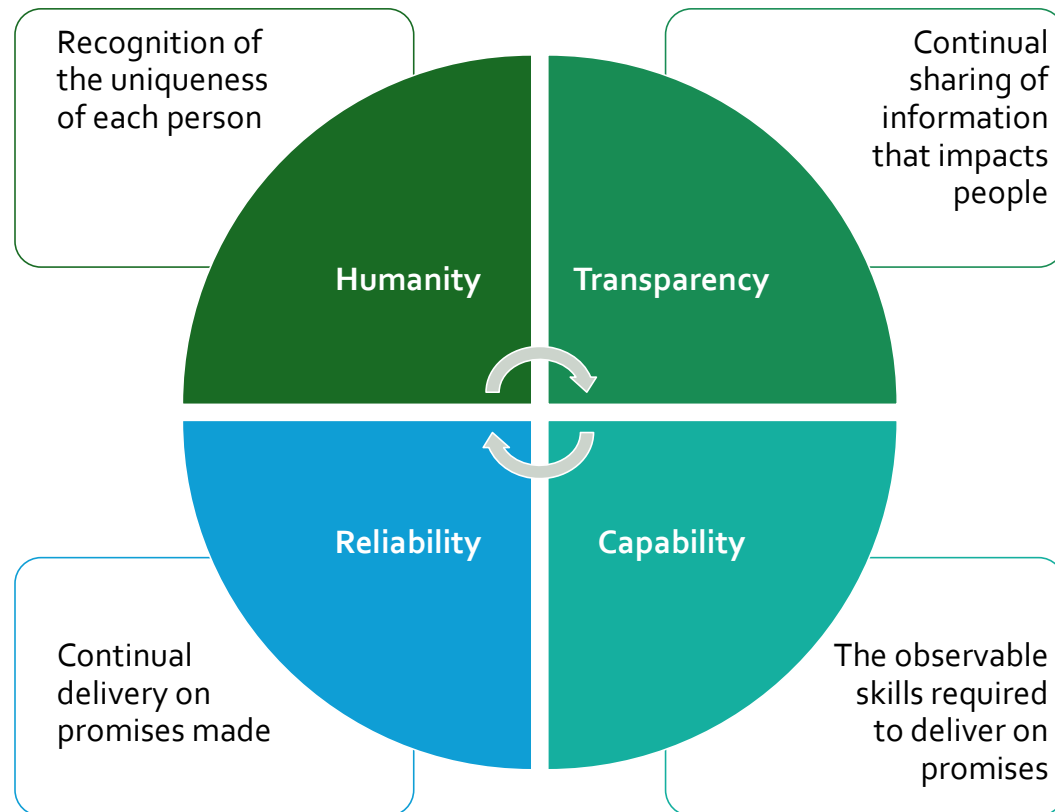 Recognition of
the uniqueness
of each person
Continual
sharing of
information
that impacts
people
Humanity
Transparency
Reliability
Capability
Continual
delivery on
promises made
The observable
skills required
to deliver on
promises